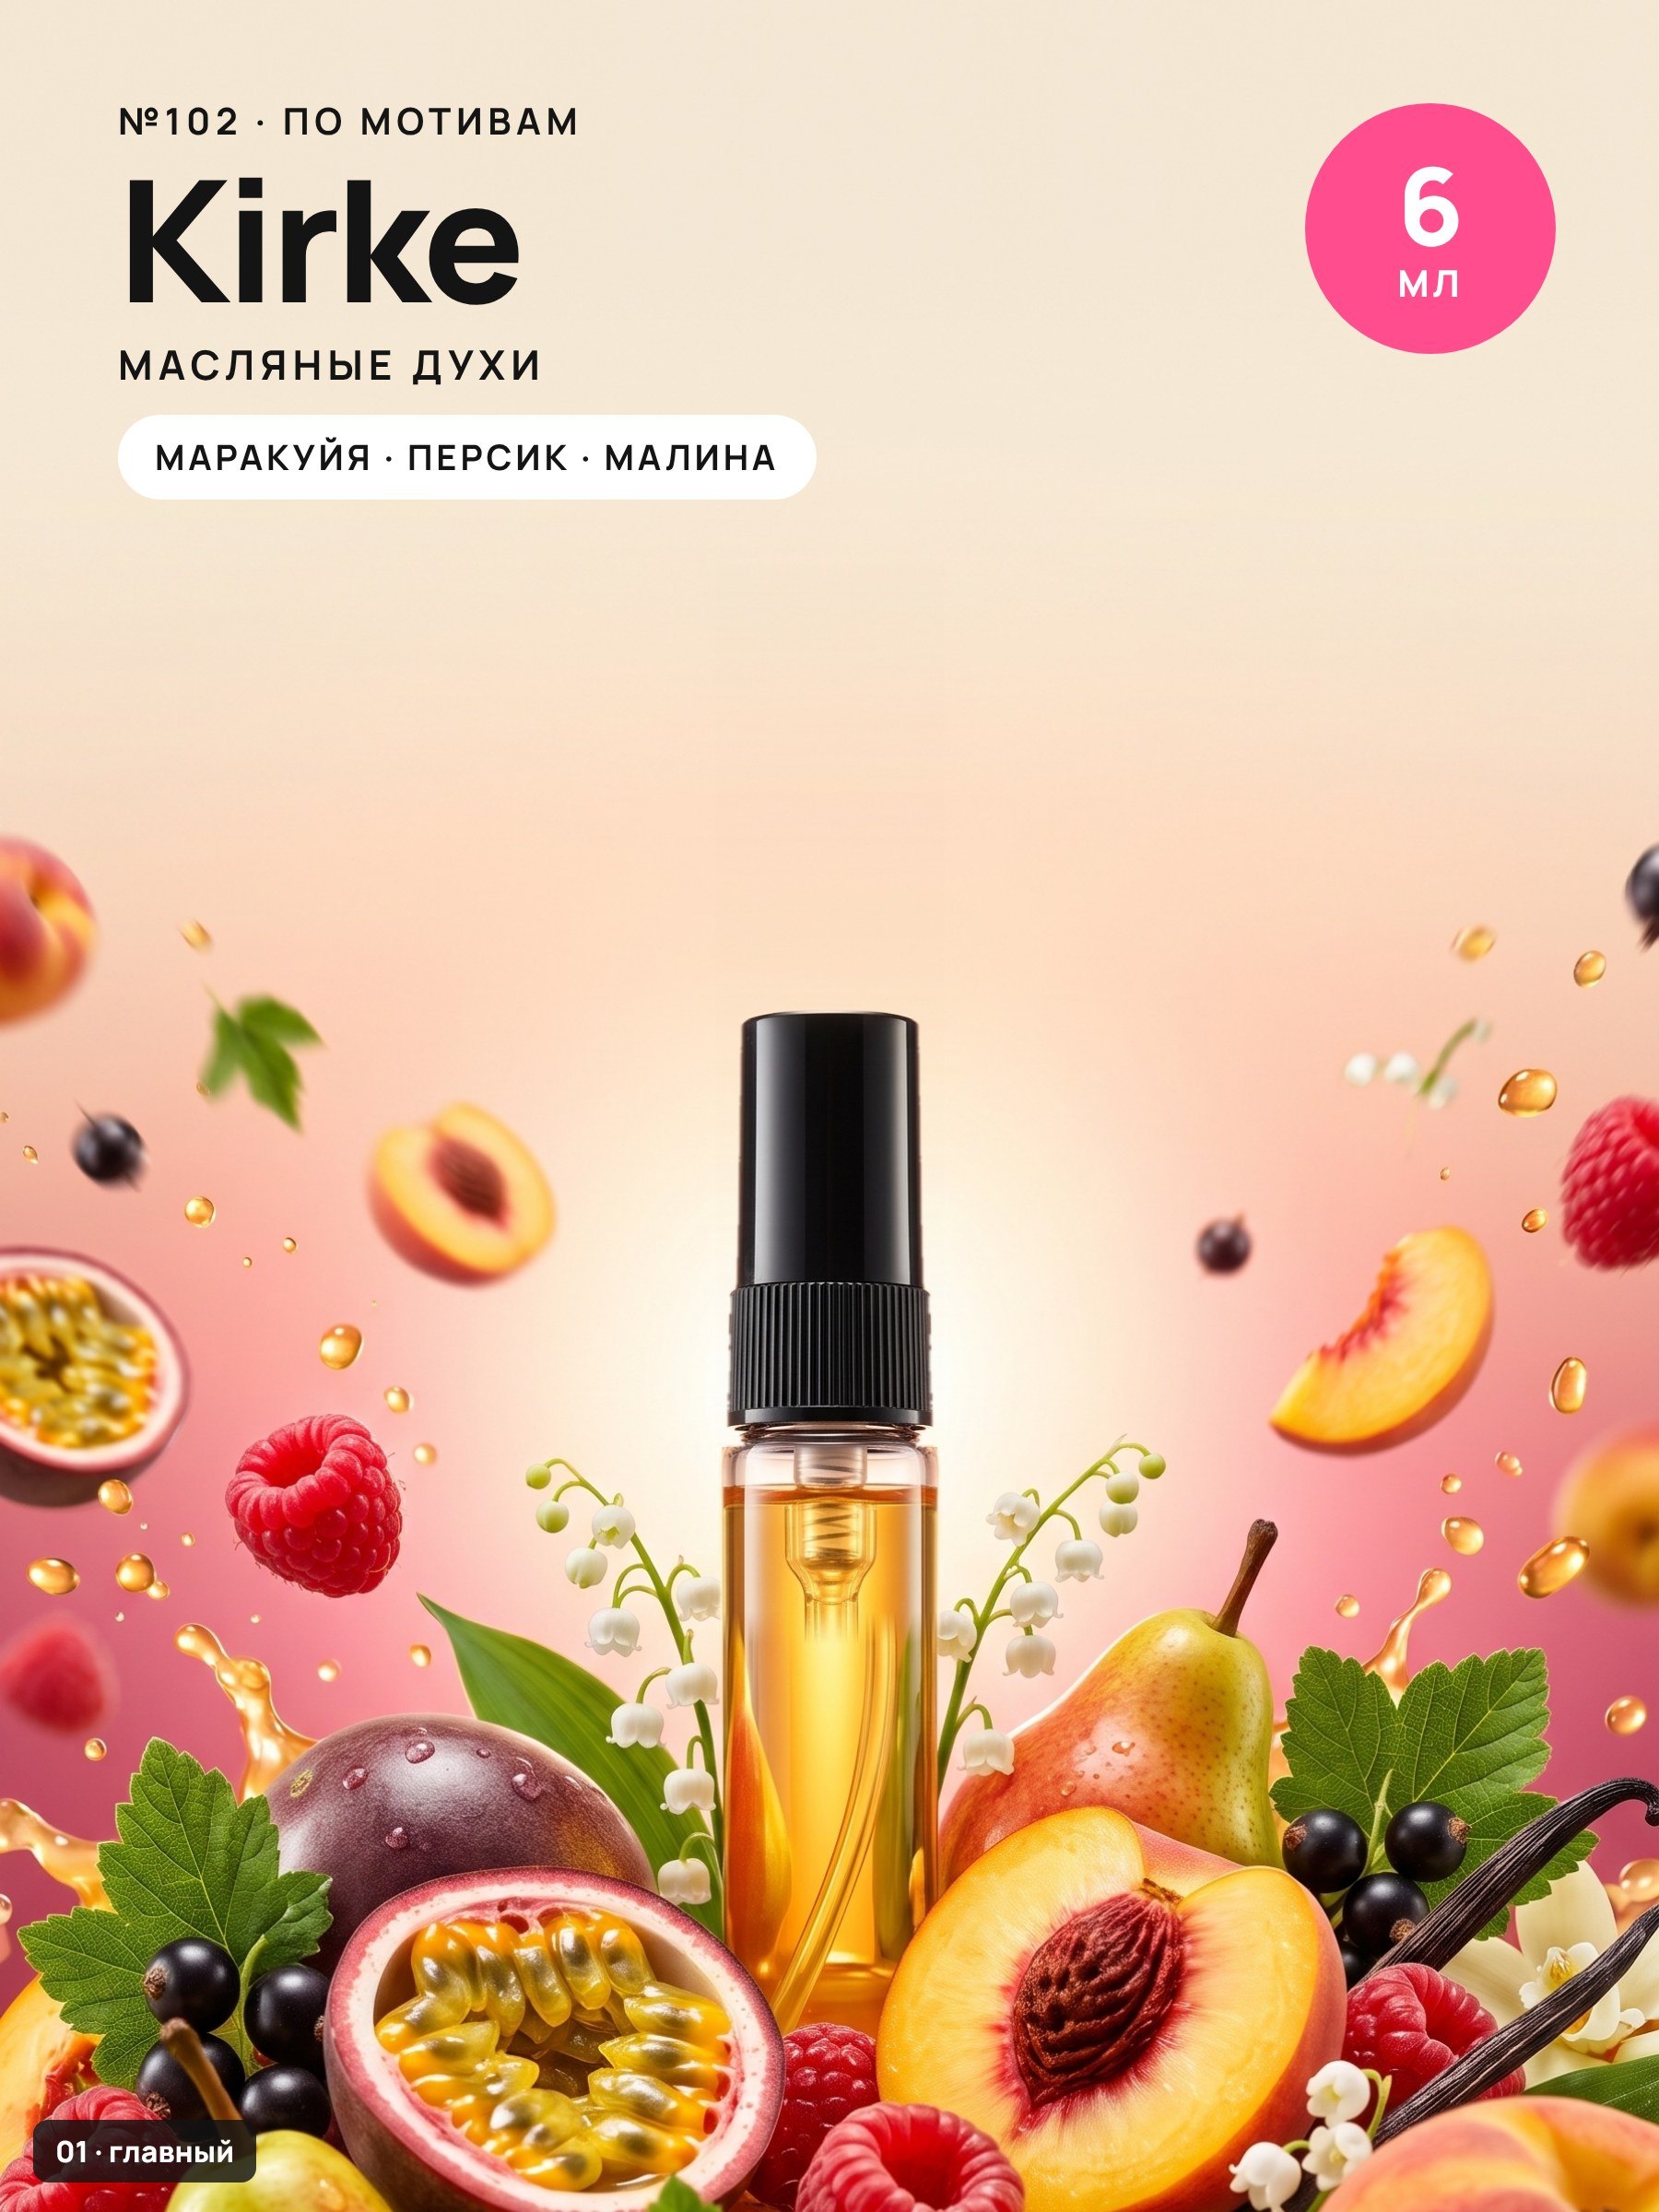 №102 · ПО МОТИВАМ
Kirke
МАСЛЯНЫЕ ДУХИ
МАРАКУЙЯ · ПЕРСИК · МАЛИНА
6
МЛ
01 · главный